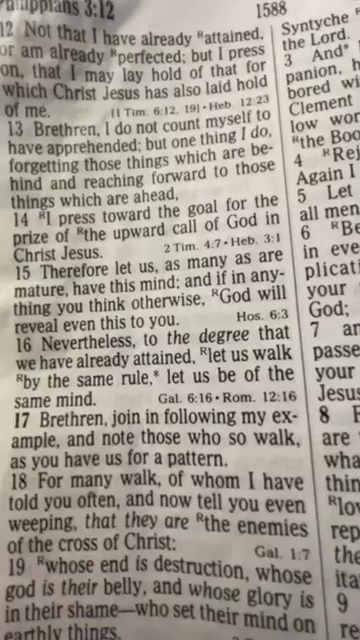 Philippians 3:12
1588
12 Not that I have already ᴿattained,
or am already ᴿperfected; but I press
on, that I may lay hold of that for
which Christ Jesus has also laid hold
of me. [1 Tim. 6:12, 19] • Heb. 12:23
13 Brethren, I do not count myself to
have apprehended; but one thing I do,
forgetting those things which are be-
hind and reaching forward to those
things which are ahead,
14 ᴿI press toward the goal for the
prize of ᴿthe upward call of God in
Christ Jesus. 2 Tim. 4:7 • Heb. 3:1
15 Therefore let us, as many as are
mature, have this mind; and if in any-
thing you think otherwise, ᴿGod will
reveal even this to you. Hos. 6:3
16 Nevertheless, to the degree that
we have already attained, ᴿlet us walk
ᴿby the same rule,* let us be of the
same mind. Gal. 6:16 • Rom. 12:16
17 Brethren, join in following my ex-
ample, and note those who so walk,
as you have us for a pattern.
18 For many walk, of whom I have
told you often, and now tell you even
weeping, that they are ᴿthe enemies
of the cross of Christ: Gal. 1:7
19 ᴿwhose end is destruction, whose
god is their belly, and whose glory is
in their shame—who set their mind on
earthly things.
Syntyche
the Lord.
3 And
panion, h
bored wi
Clement
low wor
ᴿthe Boo
4 ᴿRej
Again I
5 Let
all men
6 ᴿBe
in eve
plicati
your
God;
7 an
passe
your
Jesus
8 F
are
wha
thin
ᴿlov
rep
the
ita
9
re